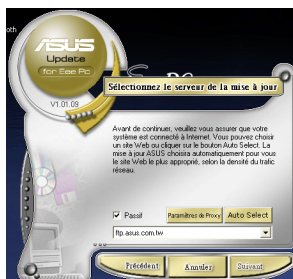 oth
ASUS
Update
for Eee Pc
V1.01.09
Sélectionnez le serveur de la mise à jour
Avant de continuer, veuillez vous assurer que votre
système est connecté à Internet. Vous pouvez choisir
un site Web ou cliquer sur le bouton Auto Select. La
mise à jour ASUS choisira automatiquement pour vous
le site Web le plus approprié, selon la densité du trafic
réseau.
Passif
Paramètres de Proxy
Auto Select
ftp.asus.com.tw
Précédent
Annuler
Suivant